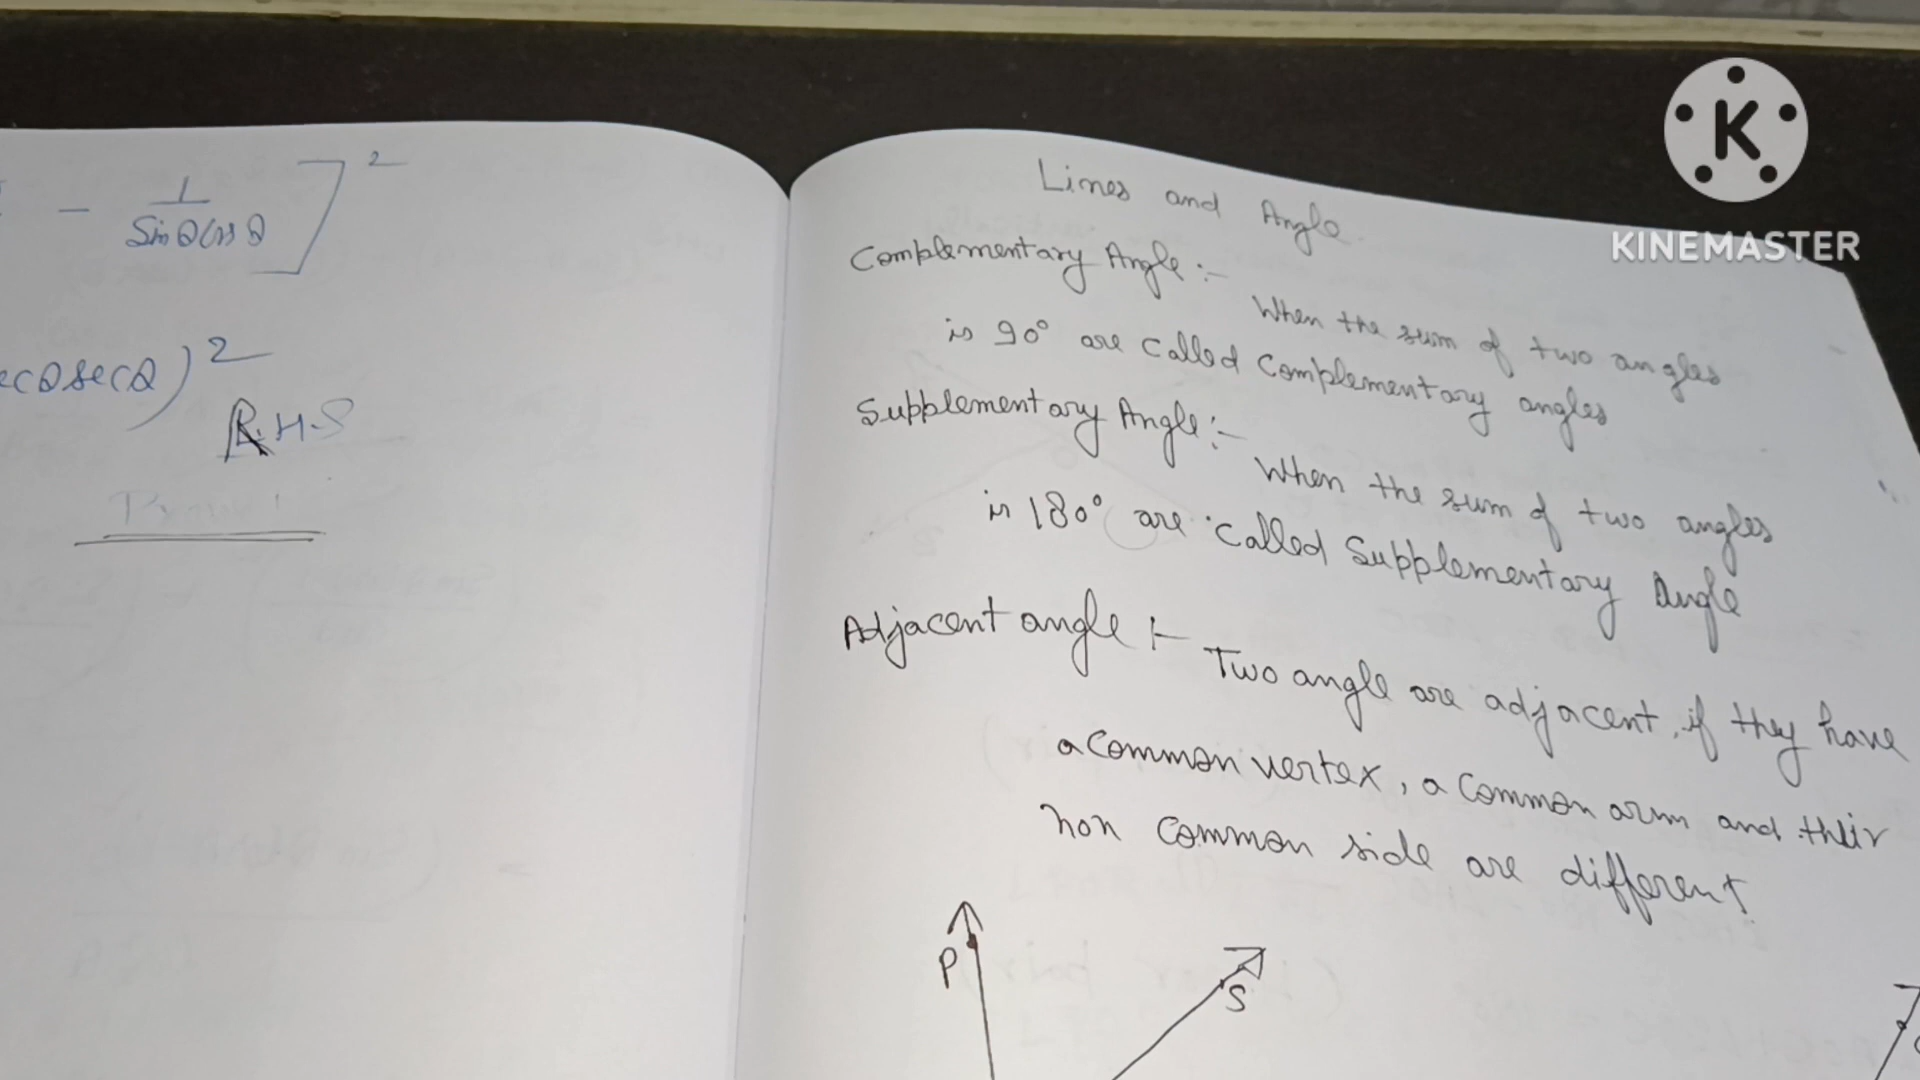 - 1/Sinθcosθ ]²
ecθsecθ)²
R.H.S
Lines and Angle
Complementary Angle :-
When the sum of two angles
is 90° are called Complementary angles
Supplementary Angle :-
When the sum of two angles
is 180° are called Supplementary Angle
Adjacent angle :-
Two angle are adjacent, if they have
a common vertex, a common arm and their
non common side are different.
P
S
K
KINEMASTER